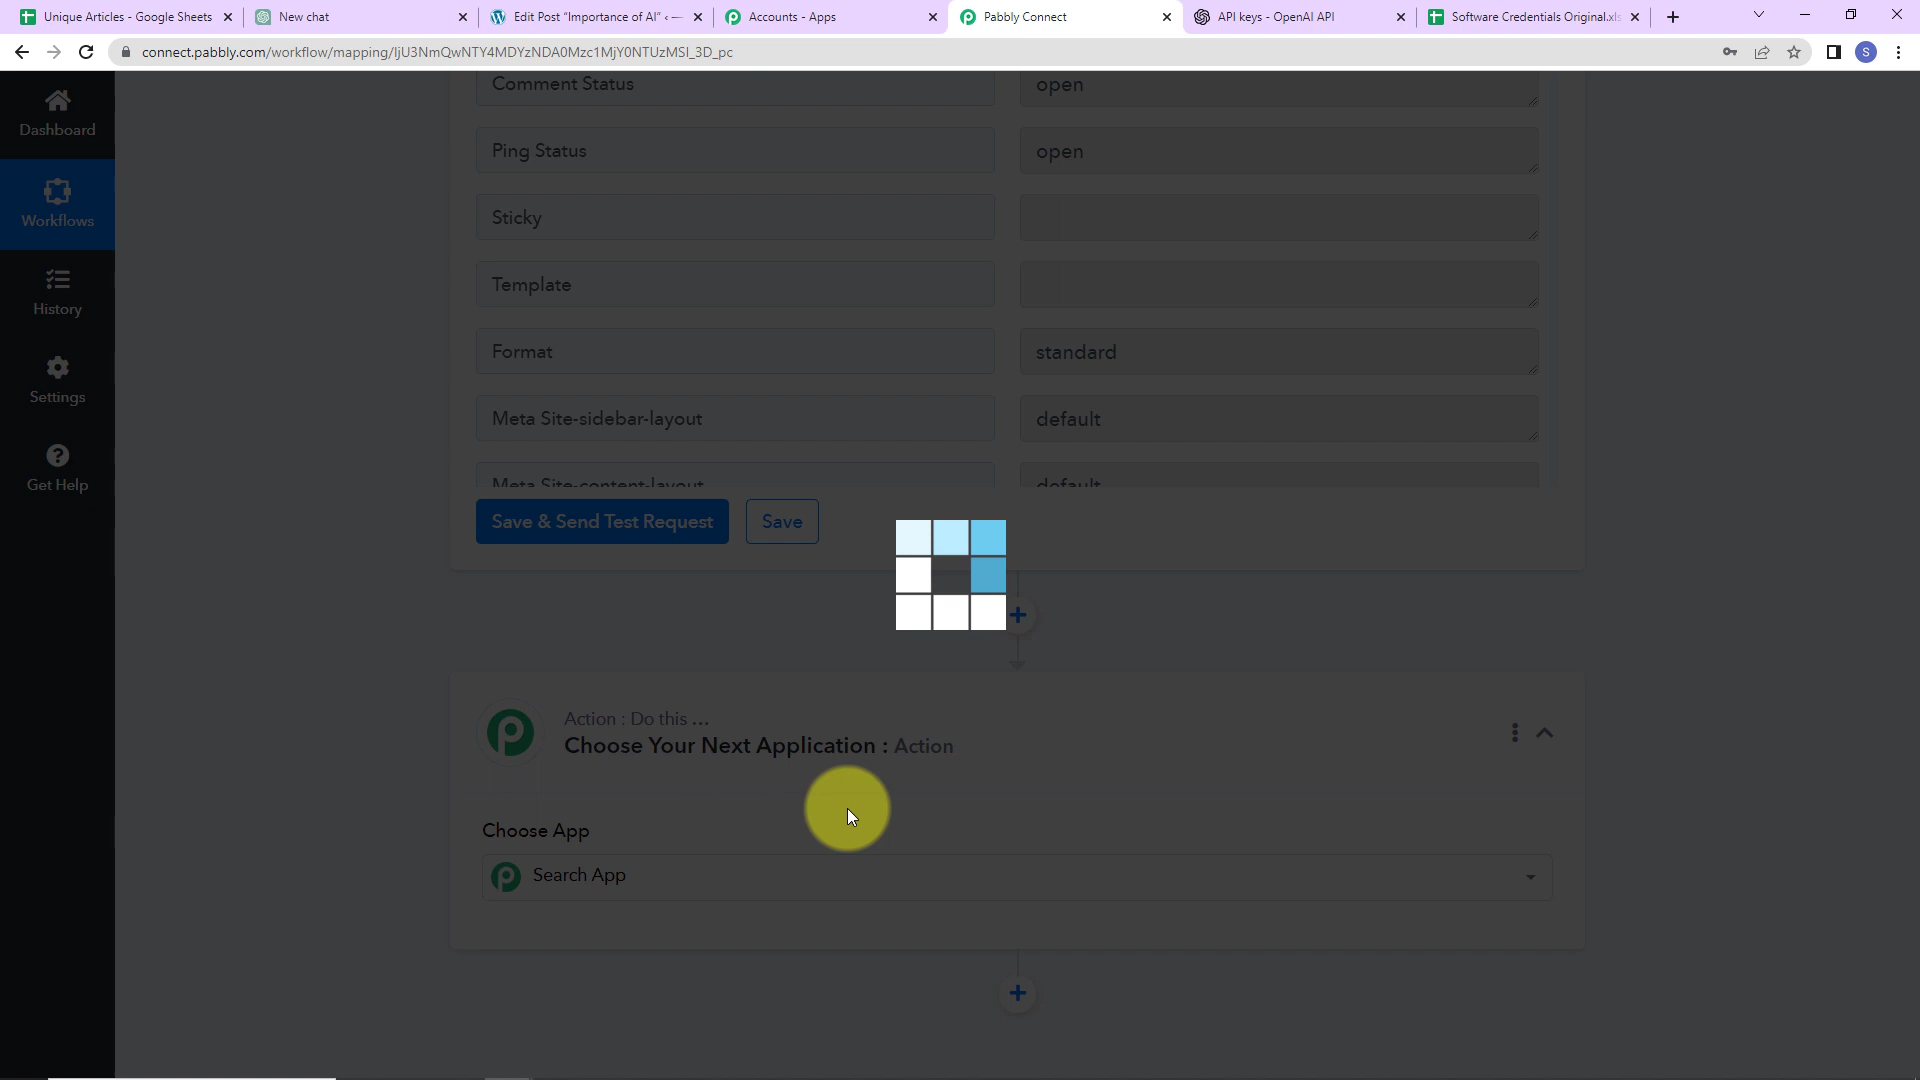 Unique Articles - Google Sheets
New chat
Edit Post "Importance of AI" ‹ —
Accounts - Apps
Pabbly Connect
API keys - OpenAI API
Software Credentials Original.xls
connect.pabbly.com/workflow/mapping/IjU3NmQwNTY4MDYzNDA0Mzc1MjY0NTUzMSI_3D_pc
S
Dashboard
Workflows
History
Settings
Get Help
Comment Status
open
Ping Status
open
Sticky
Template
Format
standard
Meta Site-sidebar-layout
default
Meta Site-content-layout
default
Save & Send Test Request
Save
Action : Do this ...
Choose Your Next Application : Action
Choose App
Search App